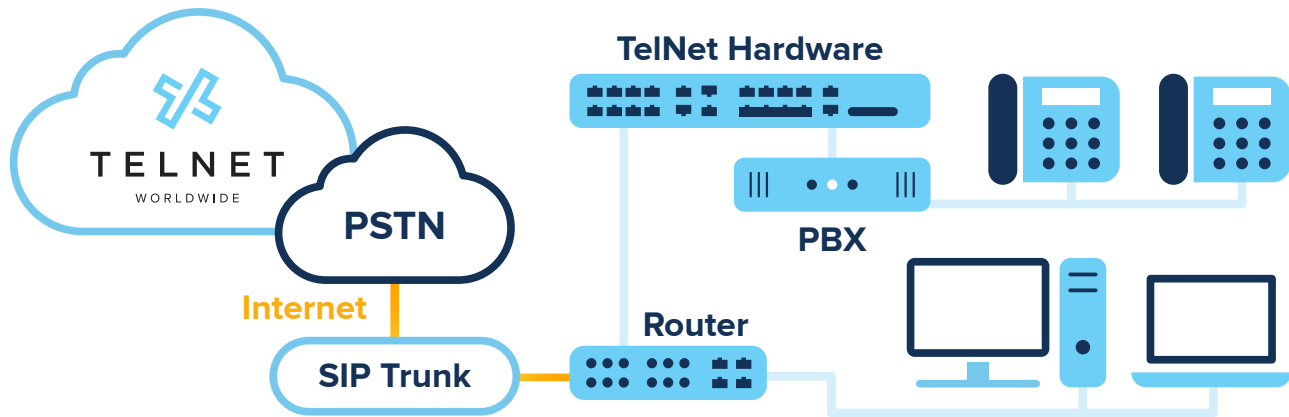 TELNET
WORLDWIDE
PSTN
Internet
SIP Trunk
TelNet Hardware
PBX
Router